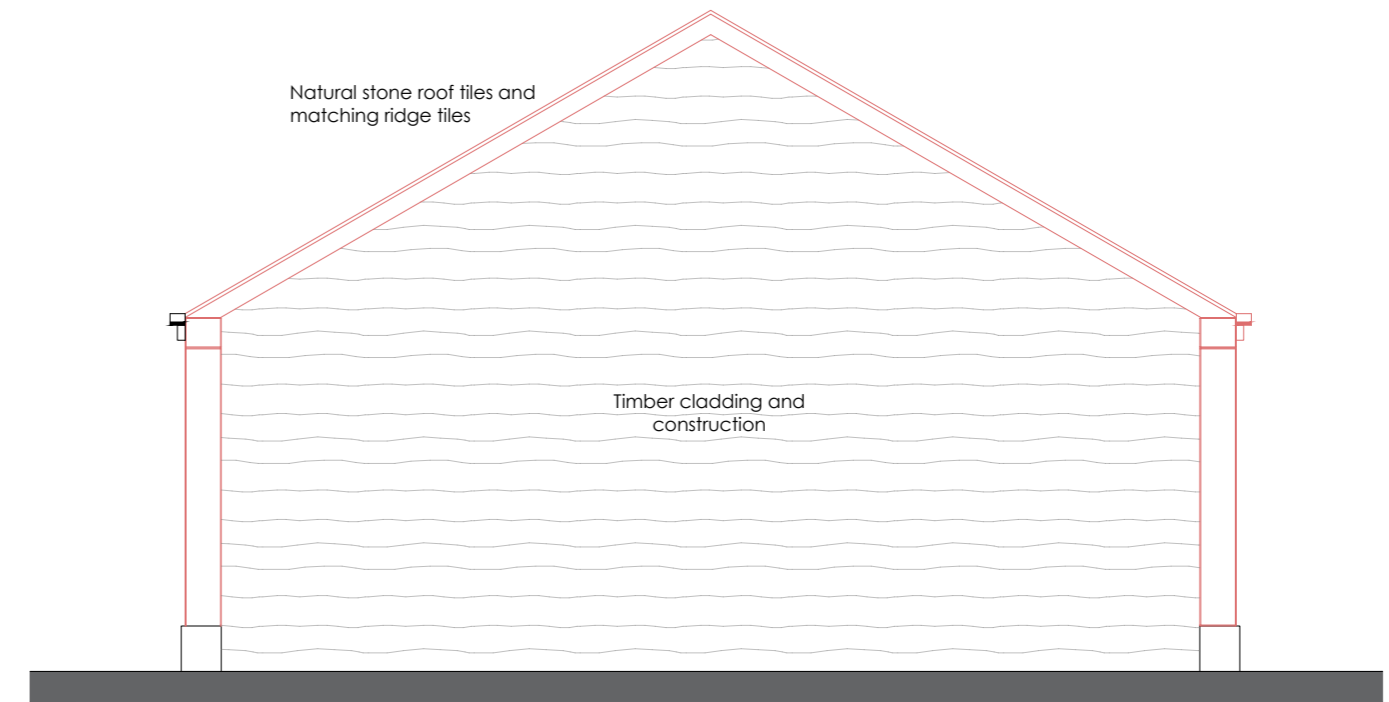 Natural stone roof tiles and
matching ridge tiles
Timber cladding and
construction